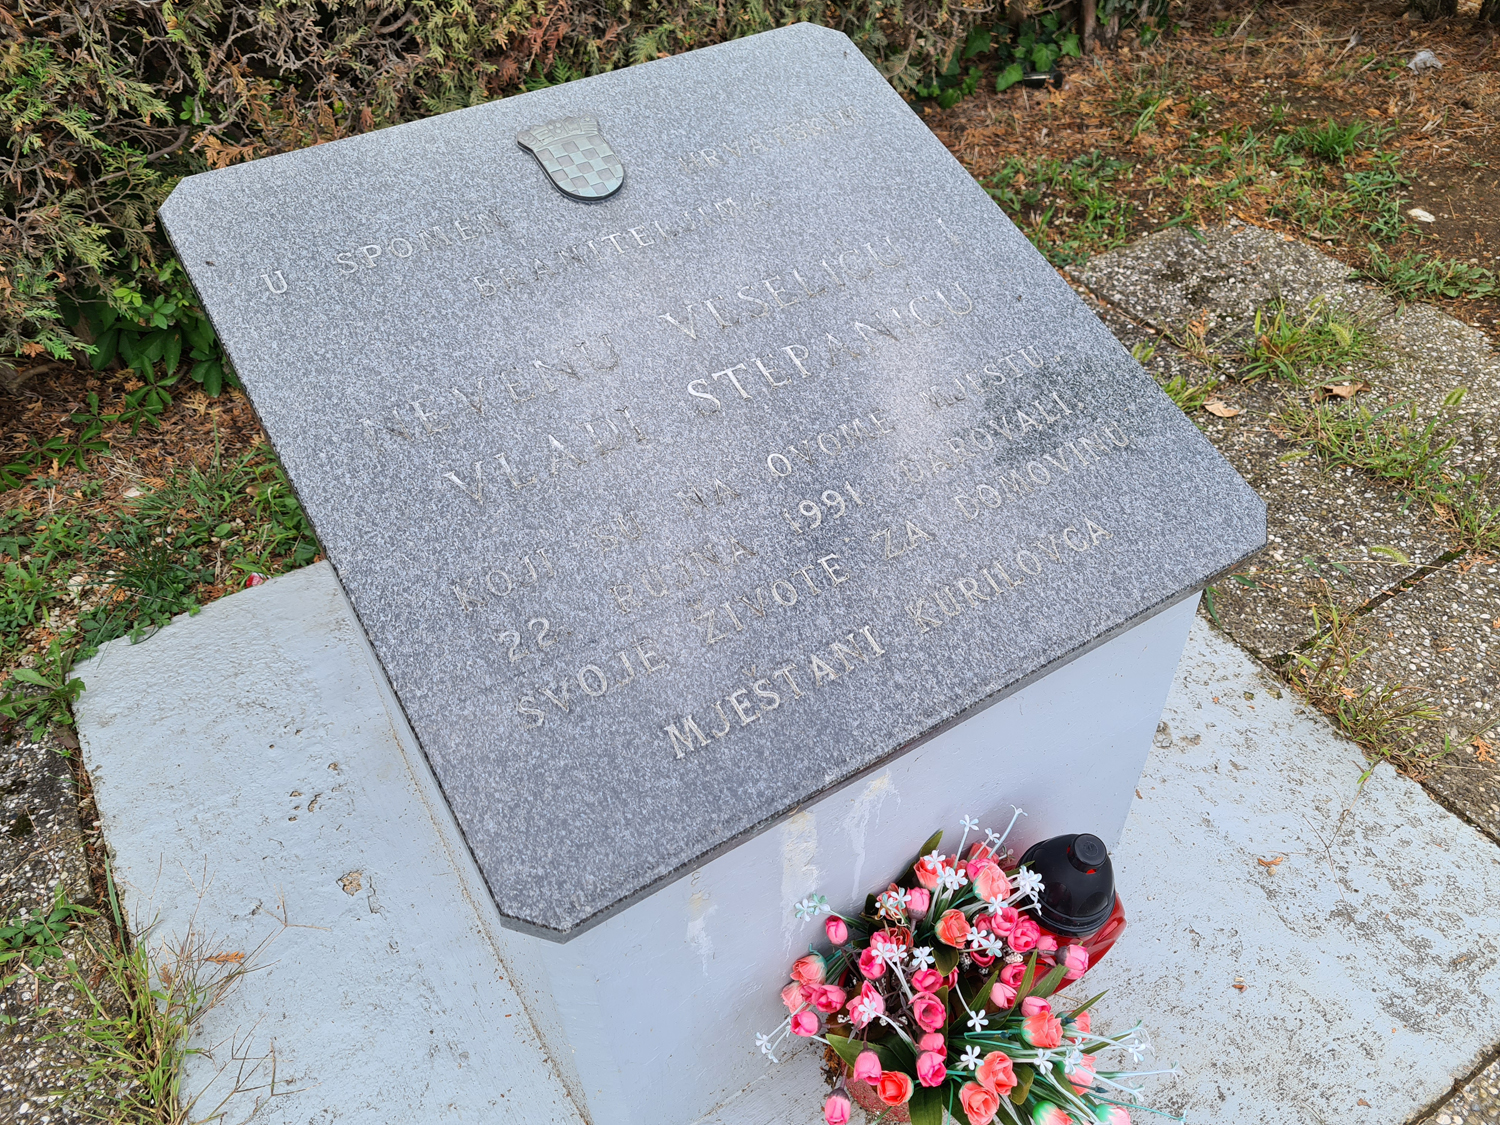 U SPOMEN HRVATSKIM
BRANITELJIMA
NEVENU VESELICU I
VLADI STEPANICU
KOJI SU NA OVOME MJESTU,
22. RUJNA 1991. DAROVALI
SVOJE ŽIVOTE ZA DOMOVINU
MJEŠTANI KURILOVCA